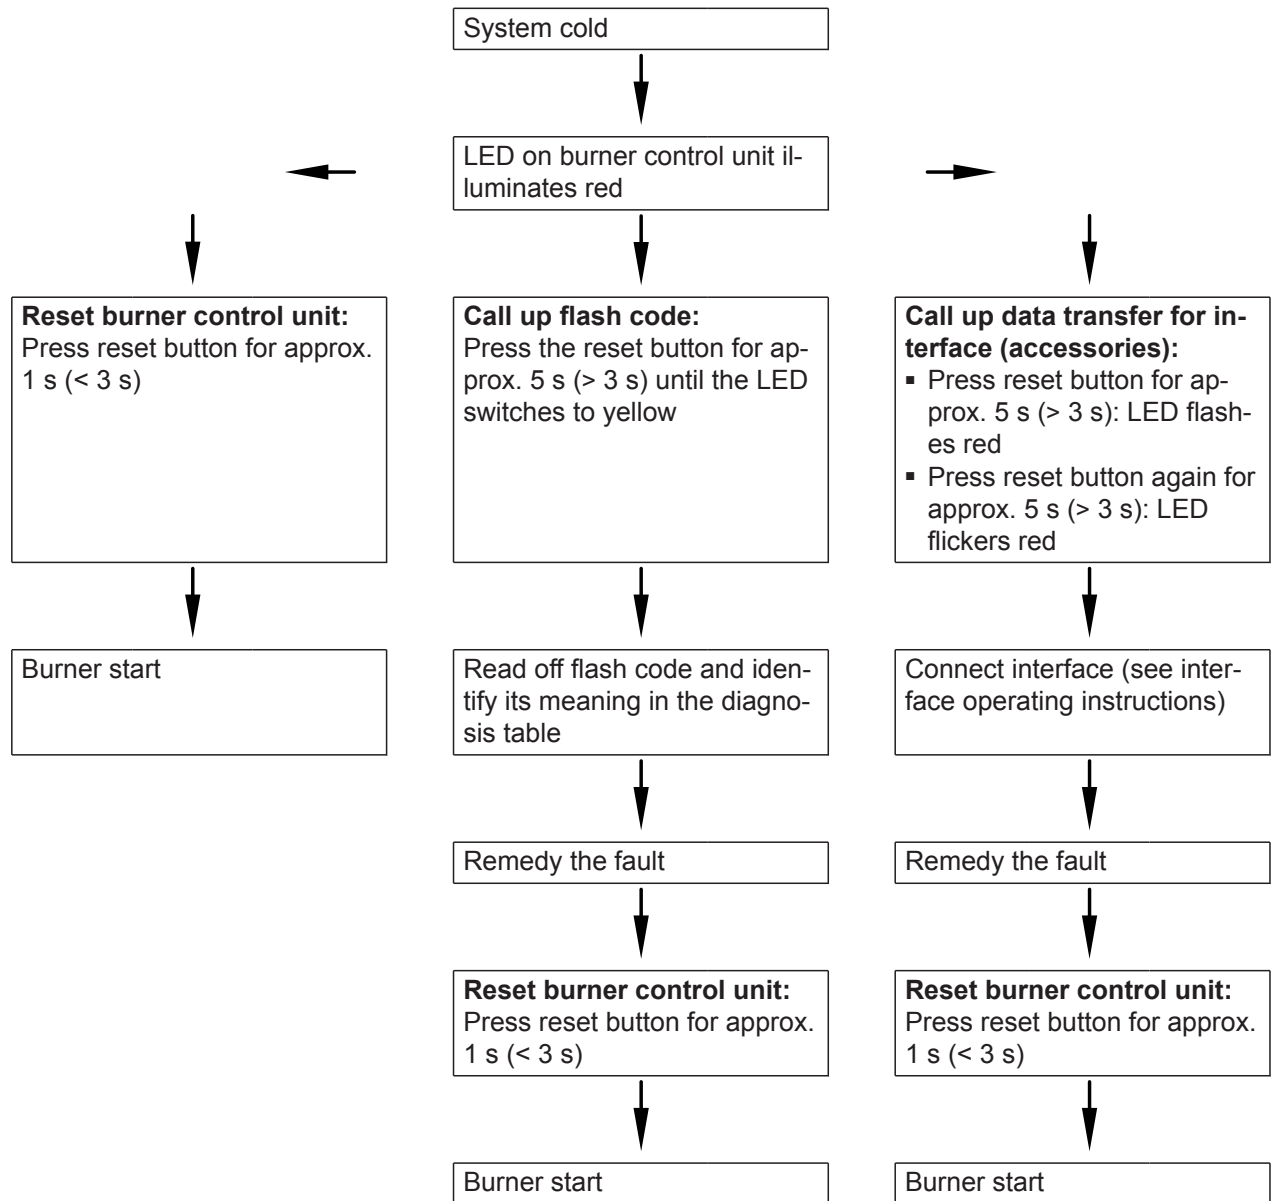 System cold
LED on burner control unit il-
luminates red
Reset burner control unit:
Press reset button for approx.
1 s (< 3 s)
Call up flash code:
Press the reset button for ap-
prox. 5 s (> 3 s) until the LED
switches to yellow
Call up data transfer for in-
terface (accessories):
▪ Press reset button for ap-
prox. 5 s (> 3 s): LED flash-
es red
▪ Press reset button again for
approx. 5 s (> 3 s): LED
flickers red
Burner start
Read off flash code and iden-
tify its meaning in the diagno-
sis table
Connect interface (see inter-
face operating instructions)
Remedy the fault
Remedy the fault
Reset burner control unit:
Press reset button for approx.
1 s (< 3 s)
Reset burner control unit:
Press reset button for approx.
1 s (< 3 s)
Burner start
Burner start